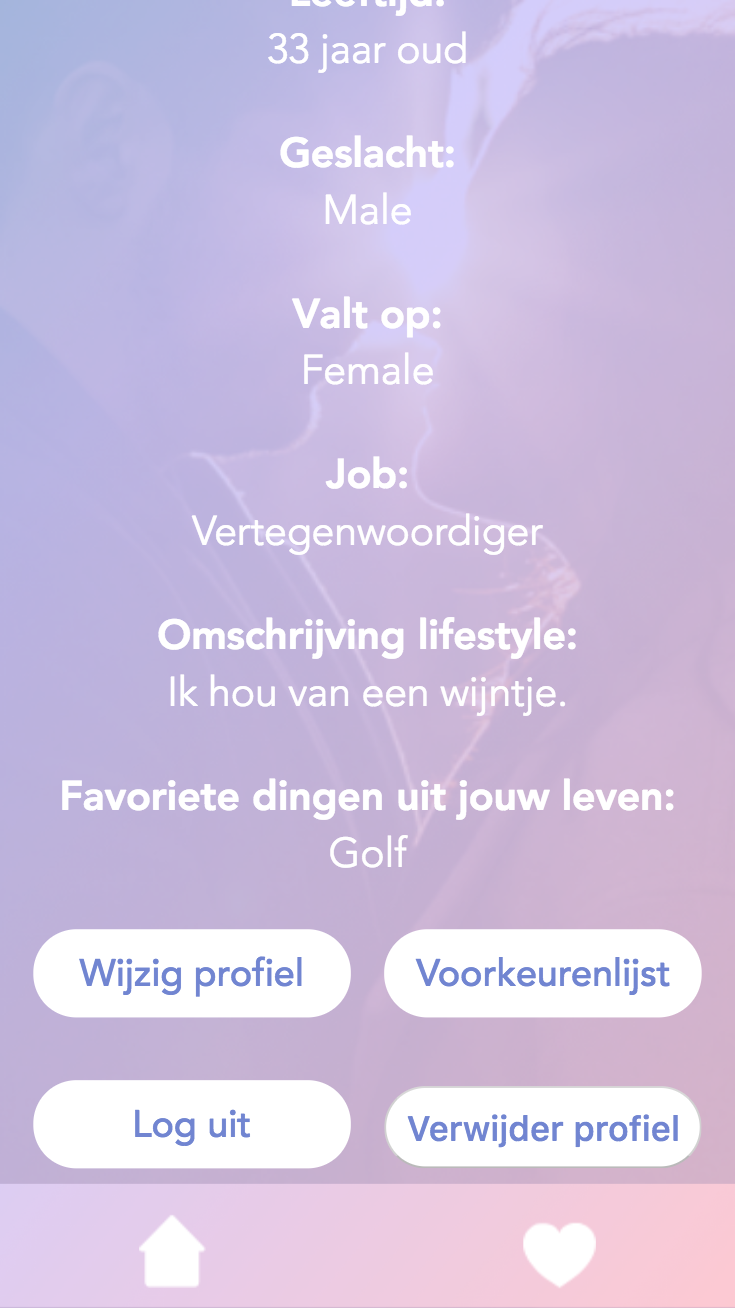 Leeftijd:
33 jaar oud
Geslacht:
Male
Valt op:
Female
Job:
Vertegenwoordiger
Omschrijving lifestyle:
Ik hou van een wijntje.
Favoriete dingen uit jouw leven:
Golf
Wijzig profiel
Voorkeurenlijst
Log uit
Verwijder profiel